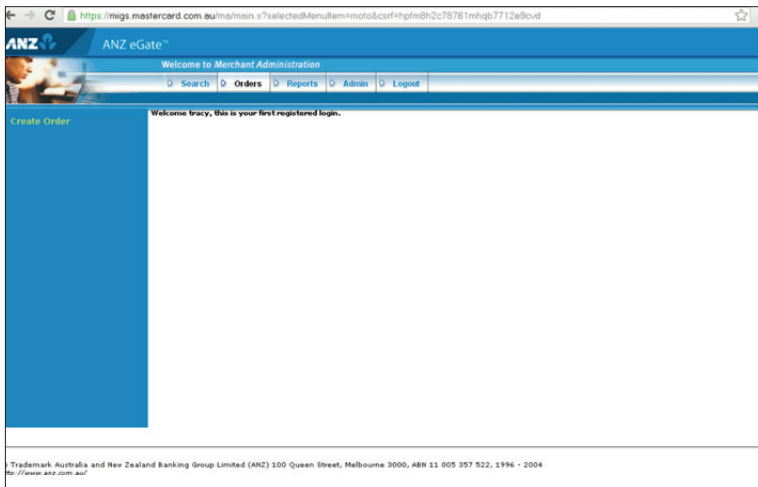 https://migs.mastercard.com.au/ma/main.s?selectedMenuItem=moto&csrf=hpfm8h2c78761mhqb7712e9cvd
ANZ
ANZ eGate™
Welcome to Merchant Administration
Search Orders Reports Admin Logout
Create Order
Welcome tracy, this is your first registered login.
Trademark Australia and New Zealand Banking Group Limited (ANZ) 100 Queen Street, Melbourne 3000, ABN 11 005 357 522, 1996 - 2004
http://www.anz.com.au/